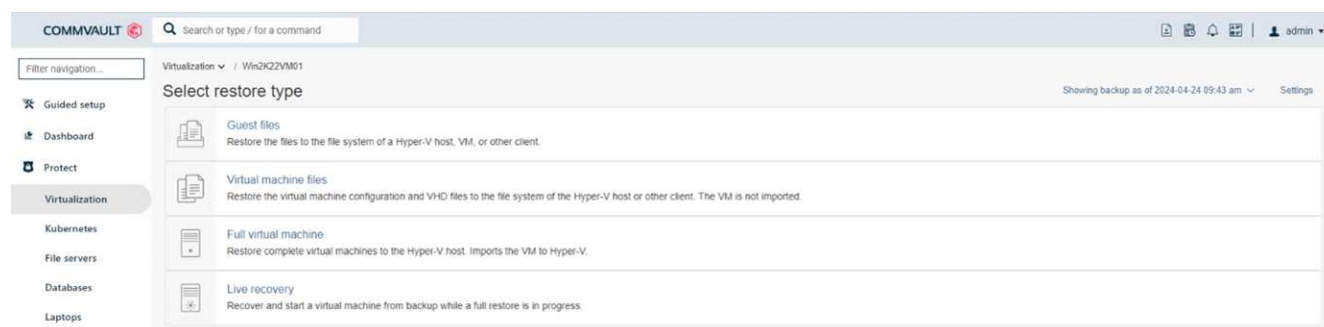 COMMVAULT
Search or type / for a command
admin
Filter navigation...
Virtualization / Win2K22VM01
Select restore type
Showing backup as of 2024-04-24 09:43 am
Settings
Guided setup
Dashboard
Protect
Virtualization
Kubernetes
File servers
Databases
Laptops
Guest files
Restore the files to the file system of a Hyper-V host, VM, or other client.
Virtual machine files
Restore the virtual machine configuration and VHD files to the file system of the Hyper-V host or other client. The VM is not imported.
Full virtual machine
Restore complete virtual machines to the Hyper-V host. Imports the VM to Hyper-V.
Live recovery
Recover and start a virtual machine from backup while a full restore is in progress.